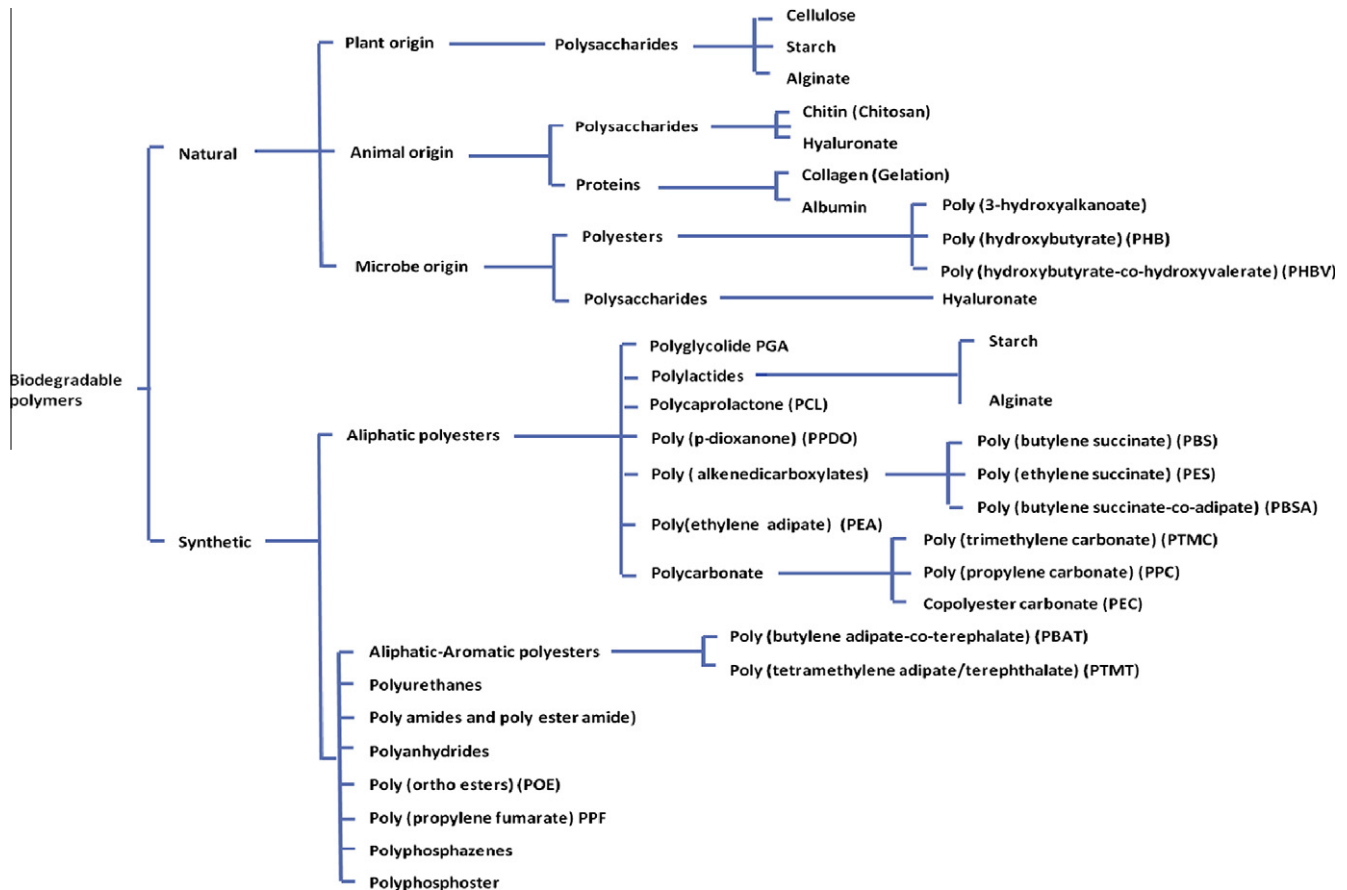 Biodegradable
polymers
Natural
Plant origin
Polysaccharides
Cellulose
Starch
Alginate
Animal origin
Polysaccharides
Chitin (Chitosan)
Hyaluronate
Proteins
Collagen (Gelation)
Albumin
Microbe origin
Polyesters
Poly (3-hydroxyalkanoate)
Poly (hydroxybutyrate) (PHB)
Poly (hydroxybutyrate-co-hydroxyvalerate) (PHBV)
Polysaccharides
Hyaluronate
Synthetic
Aliphatic polyesters
Polyglycolide PGA
Polylactides
Starch
Alginate
Polycaprolactone (PCL)
Poly (p-dioxanone) (PPDO)
Poly ( alkenedicarboxylates)
Poly (butylene succinate) (PBS)
Poly (ethylene succinate) (PES)
Poly (butylene succinate-co-adipate) (PBSA)
Poly(ethylene adipate) (PEA)
Polycarbonate
Poly (trimethylene carbonate) (PTMC)
Poly (propylene carbonate) (PPC)
Copolyester carbonate (PEC)
Aliphatic-Aromatic polyesters
Poly (butylene adipate-co-terephalate) (PBAT)
Poly (tetramethylene adipate/terephthalate) (PTMT)
Polyurethanes
Poly amides and poly ester amide)
Polyanhydrides
Poly (ortho esters) (POE)
Poly (propylene fumarate) PPF
Polyphosphazenes
Polyphosphoster